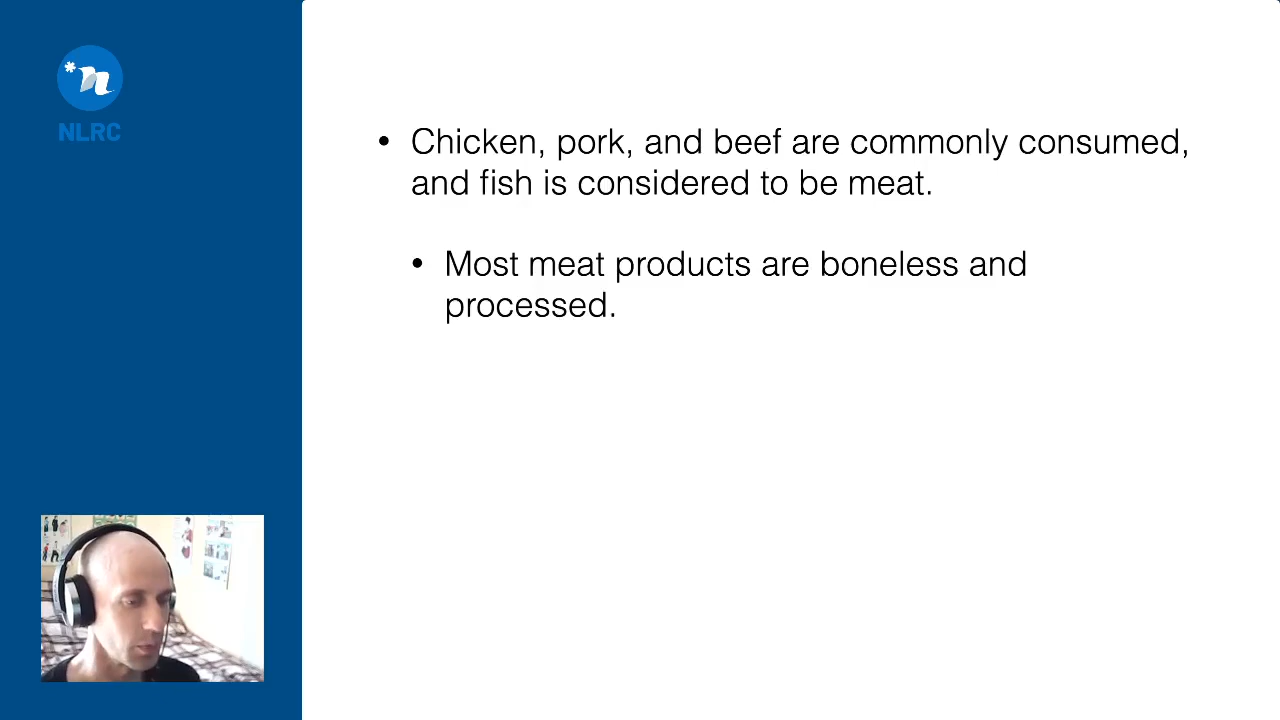 NLRC
• Chicken, pork, and beef are commonly consumed,
and fish is considered to be meat.
• Most meat products are boneless and
processed.